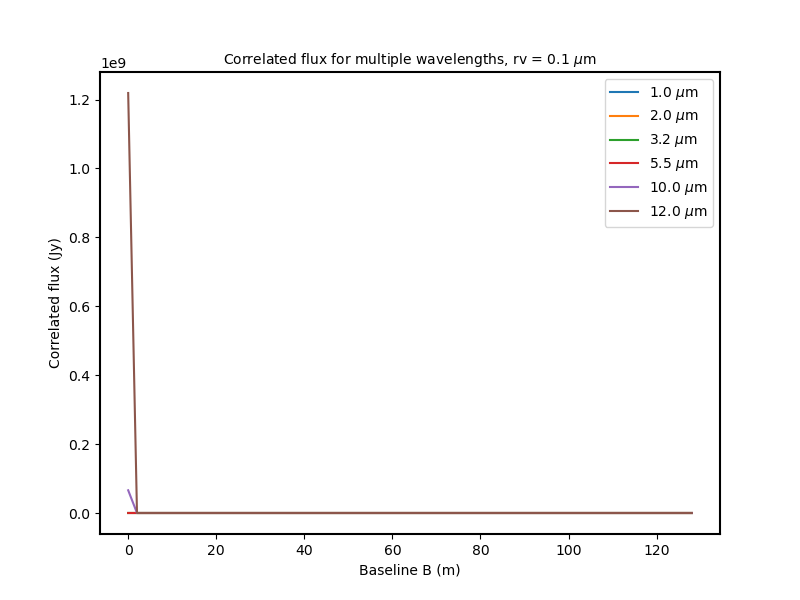 Correlated flux for multiple wavelengths, rv = 0.1 μm
1e9
1.2
1.0
0.8
0.6
0.4
0.2
0.0
Correlated flux (Jy)
1.0 μm
2.0 μm
3.2 μm
5.5 μm
10.0 μm
12.0 μm
0 20 40 60 80 100 120
Baseline B (m)